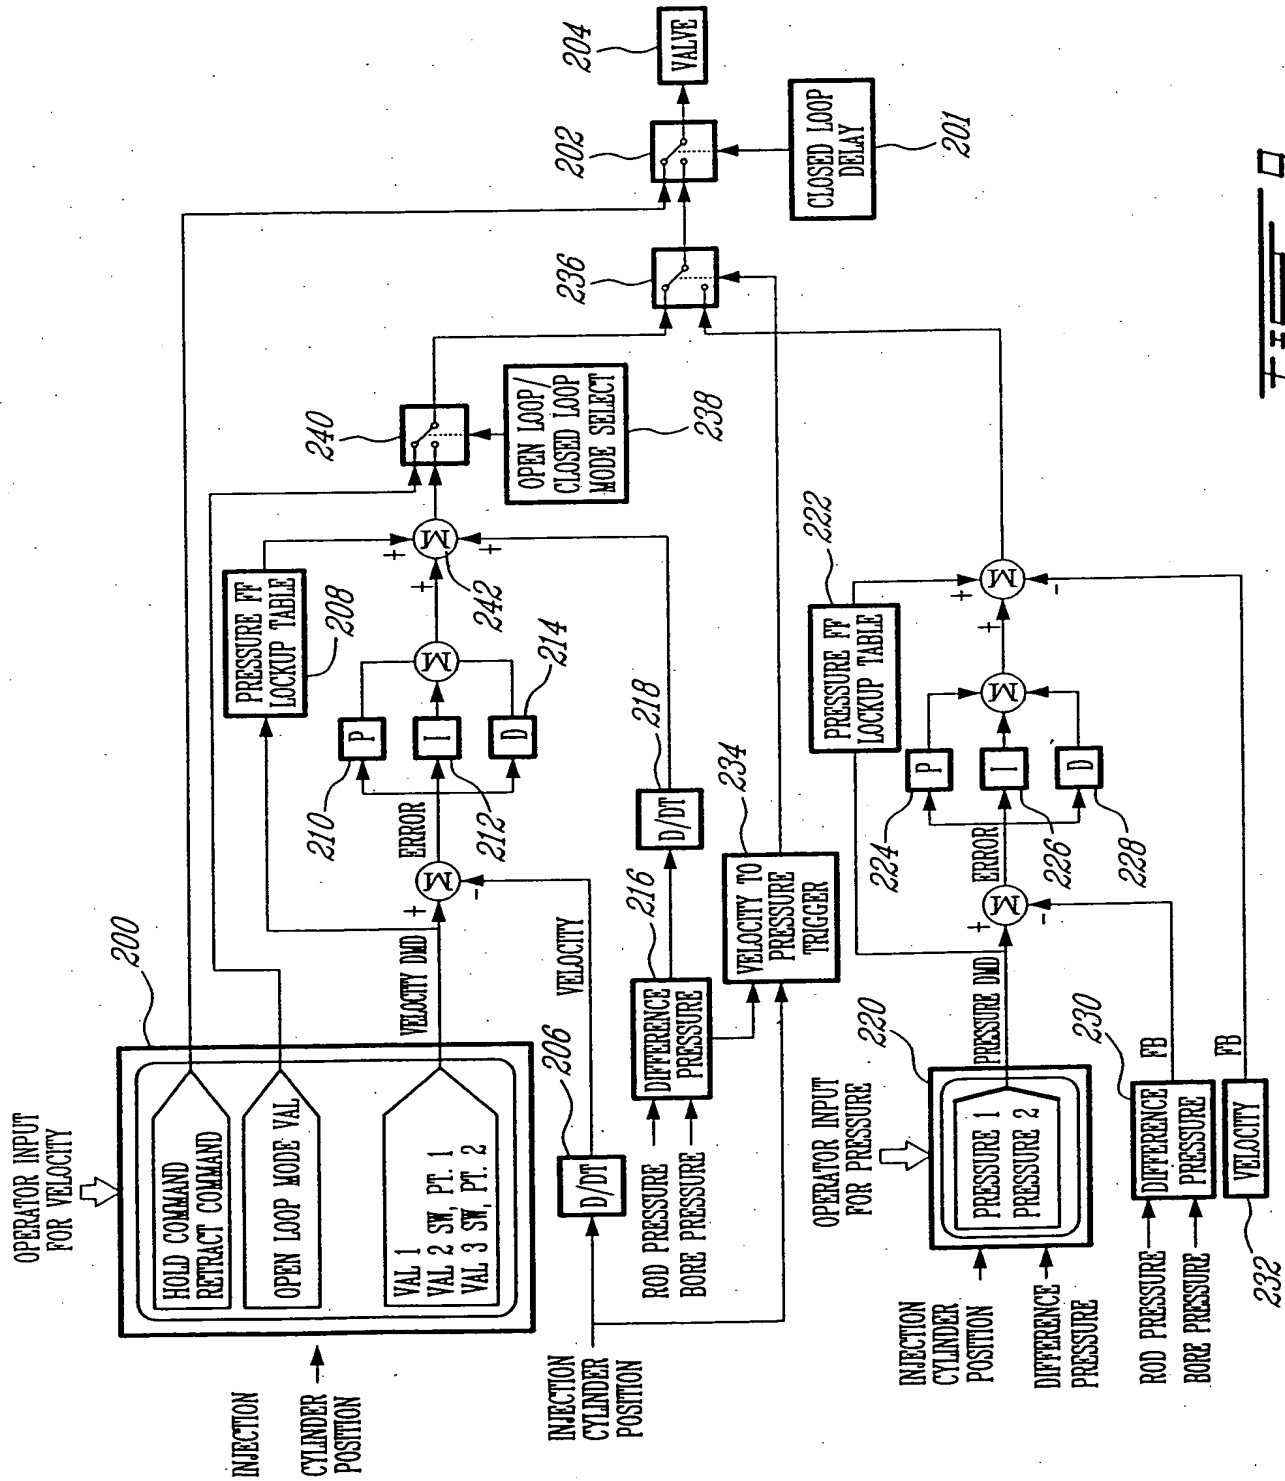 OPERATOR INPUT
FOR VELOCITY
200
HOLD COMMAND
RETRACT COMMAND
OPEN LOOP MODE VAL
VAL 1
VAL 2 SW, PT. 1
VAL 3 SW, PT. 2
INJECTION
CYLINDER
POSITION
VELOCITY DMD
+
-
ERROR
M
PRESSURE FF
LOCKUP TABLE
208
210
P
I
212
D
214
M
+
+
+
M
242
240
OPEN LOOP/
CLOSED LOOP
MODE SELECT
238
236
202
204
VALVE
CLOSED LOOP
DELAY
201
INJECTION
CYLINDER
POSITION
206
D/DT
VELOCITY
ROD PRESSURE
BORE PRESSURE
216
DIFFERENCE
PRESSURE
218
D/DT
234
VELOCITY TO
PRESSURE
TRIGGER
OPERATOR INPUT
FOR PRESSURE
220
PRESSURE 1
PRESSURE 2
INJECTION
CYLINDER
POSITION
DIFFERENCE
PRESSURE
PRESSURE DMD
+
-
ERROR
M
222
PRESSURE FF
LOCKUP TABLE
224
P
I
226
D
228
M
+
+
-
M
ROD PRESSURE
BORE PRESSURE
230
DIFFERENCE
PRESSURE
FB
VELOCITY
232
FB